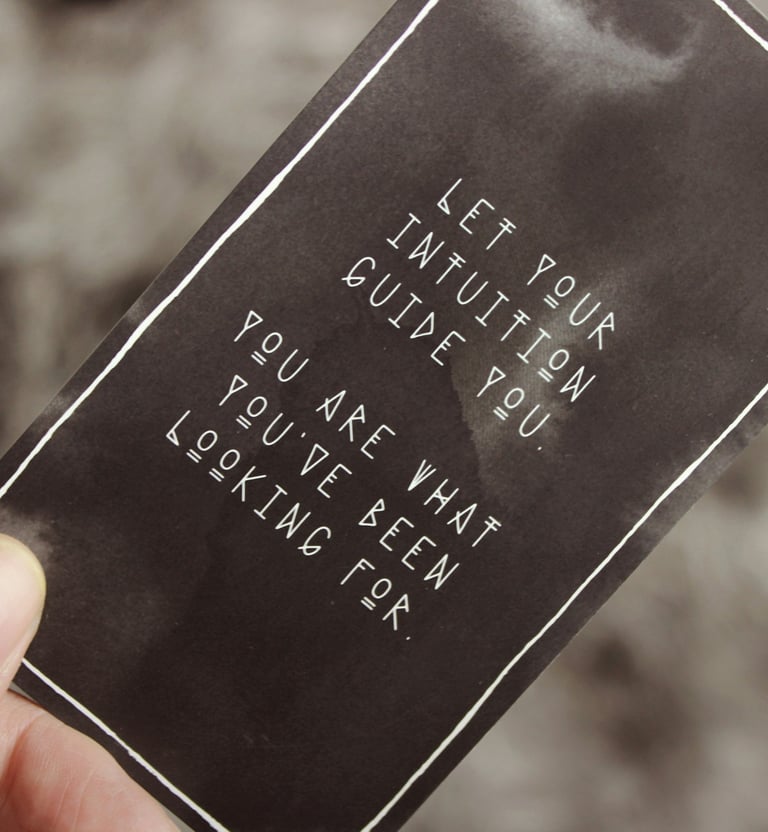 LET YOUR
INTUITION
GUIDE YOU.
YOU ARE WHAT
YOU'VE BEEN
LOOKING FOR.